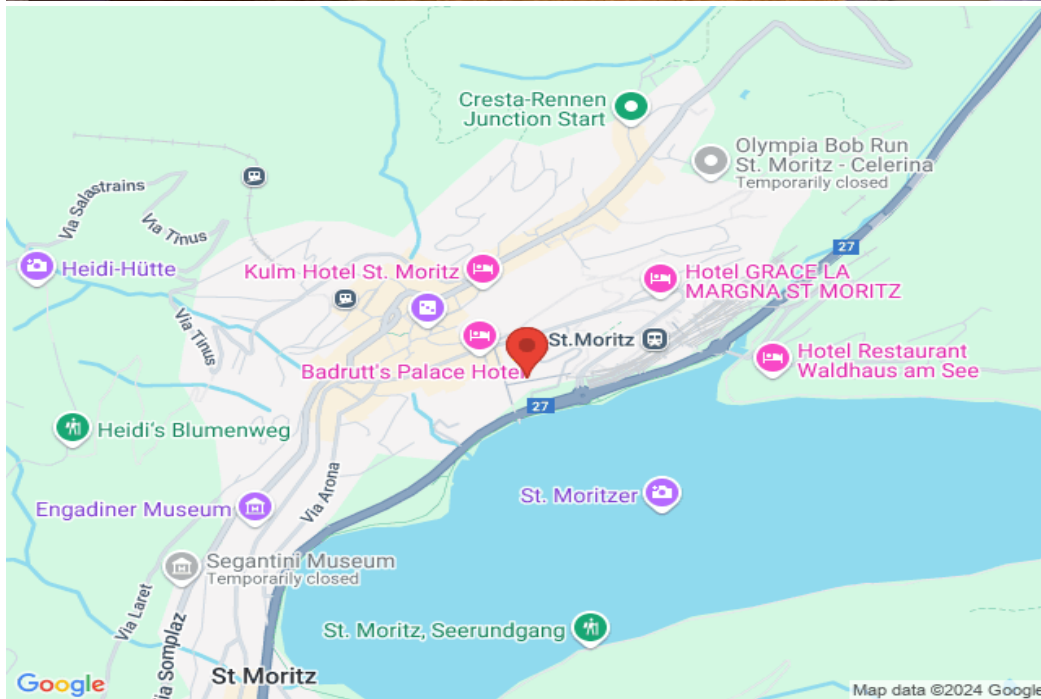 Cresta-Rennen
Junction Start
Olympia Bob Run
St. Moritz - Celerina
Temporarily closed
Via Salastrains
Via Tinus
27
Heidi-Hütte
Kulm Hotel St. Moritz
Hotel GRACE LA
MARGNA ST MORITZ
Via Tinus
St.Moritz
Badrutt's Palace Hotel
Hotel Restaurant
Waldhaus am See
27
Heidi's Blumenweg
Via Arona
St. Moritzer
Engadiner Museum
Segantini Museum
Temporarily closed
Via Laret
St. Moritz, Seerundgang
Via Somplaz
St Moritz
Google
Map data ©2024 Google